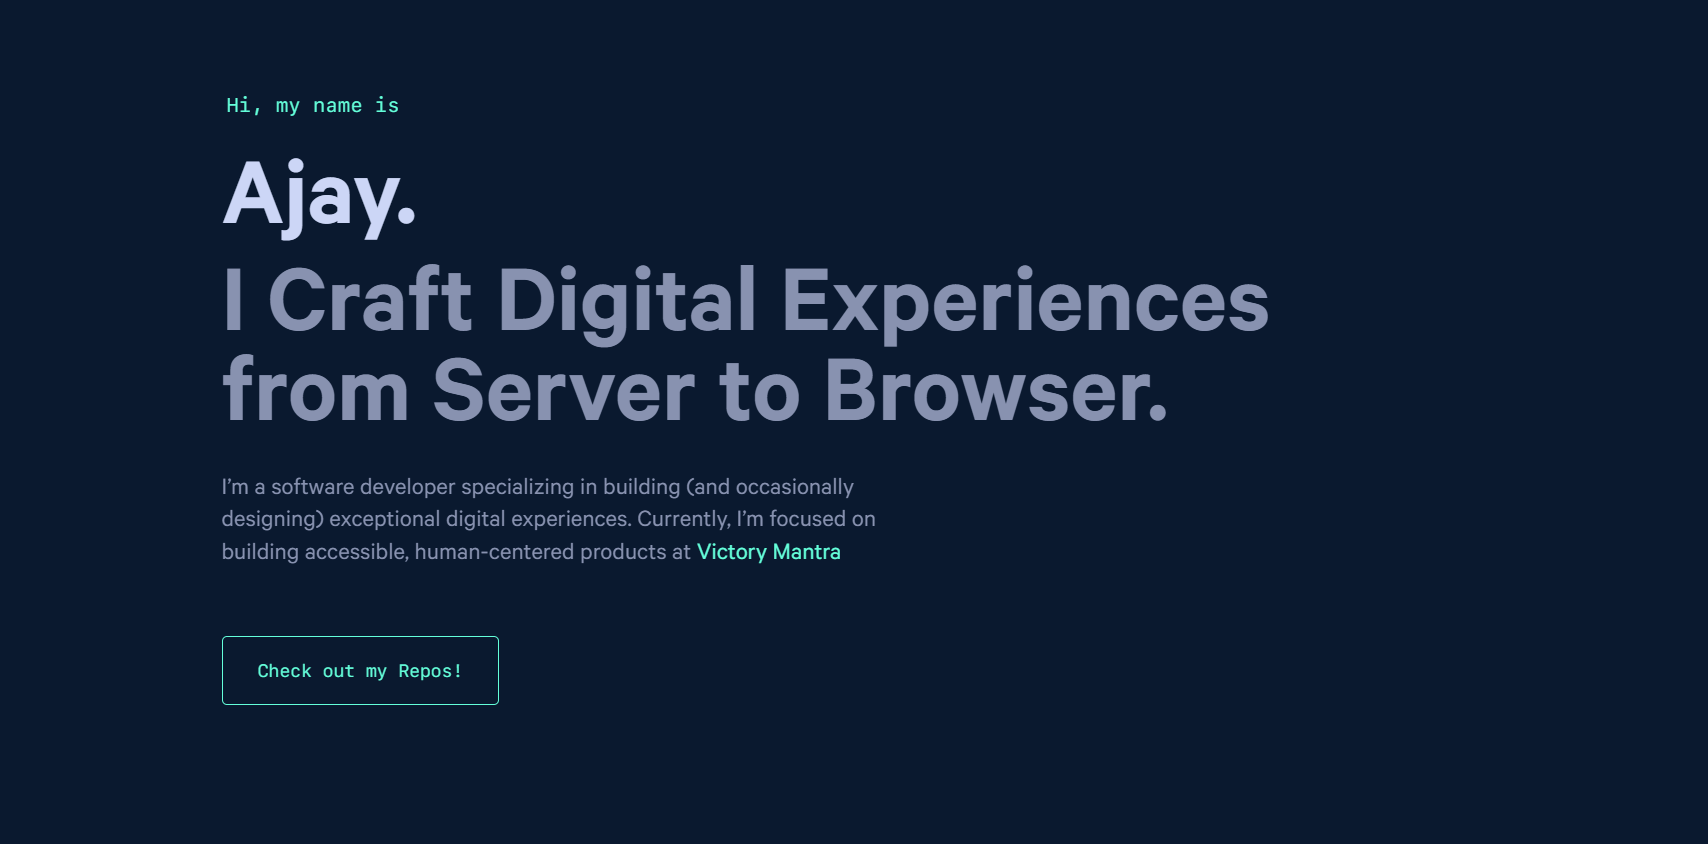 Hi, my name is
Ajay.
I Craft Digital Experiences
from Server to Browser.
I’m a software developer specializing in building (and occasionally
designing) exceptional digital experiences. Currently, I’m focused on
building accessible, human-centered products at Victory Mantra
Check out my Repos!